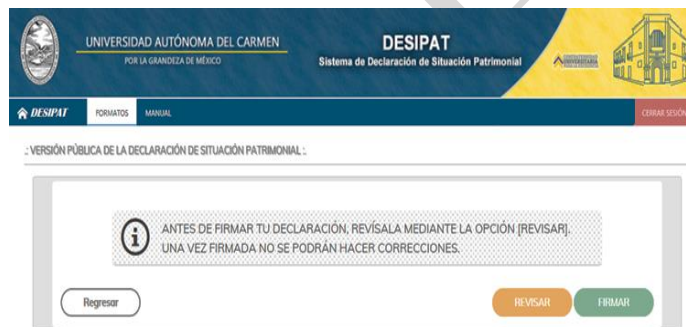 UNIVERSIDAD AUTÓNOMA DEL CARMEN
POR LA GRANDEZA DE MÉXICO
DESIPAT
Sistema de Declaración de Situación Patrimonial
DESIPAT FORMATOS MANUAL CERRAR SESIÓN
.: VERSIÓN PÚBLICA DE LA DECLARACIÓN DE SITUACIÓN PATRIMONIAL :.
ANTES DE FIRMAR TU DECLARACIÓN, REVÍSALA MEDIANTE LA OPCIÓN [REVISAR].
UNA VEZ FIRMADA NO SE PODRÁN HACER CORRECCIONES.
Regresar REVISAR FIRMAR